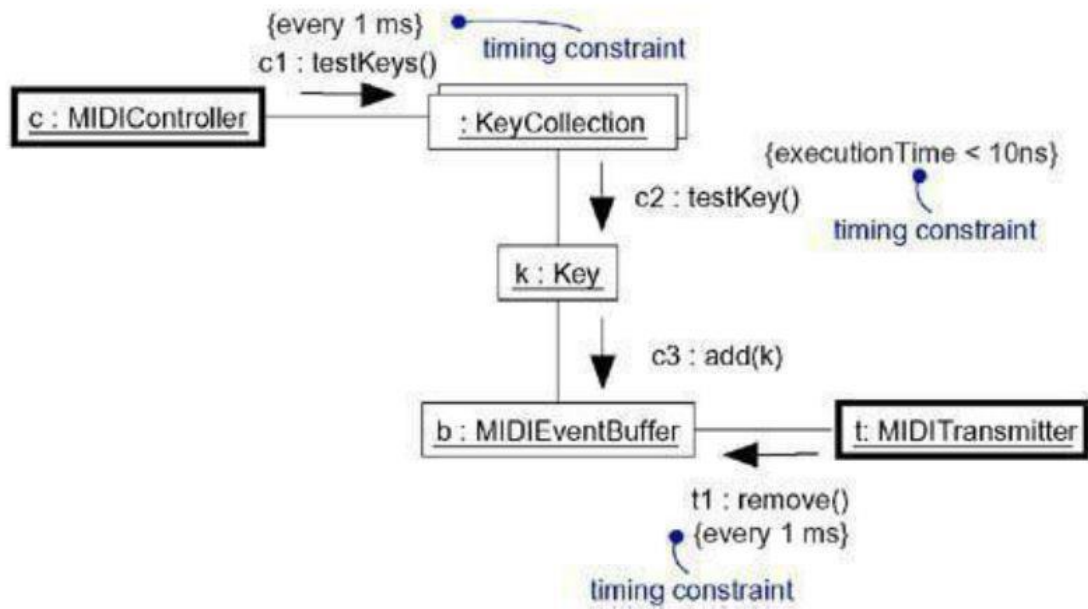 {every 1 ms}
timing constraint
c1 : testKeys()
c : MIDIController
: KeyCollection
{executionTime < 10ns}
c2 : testKey()
timing constraint
k : Key
c3 : add(k)
b : MIDIEventBuffer
t: MIDITransmitter
t1 : remove()
{every 1 ms}
timing constraint